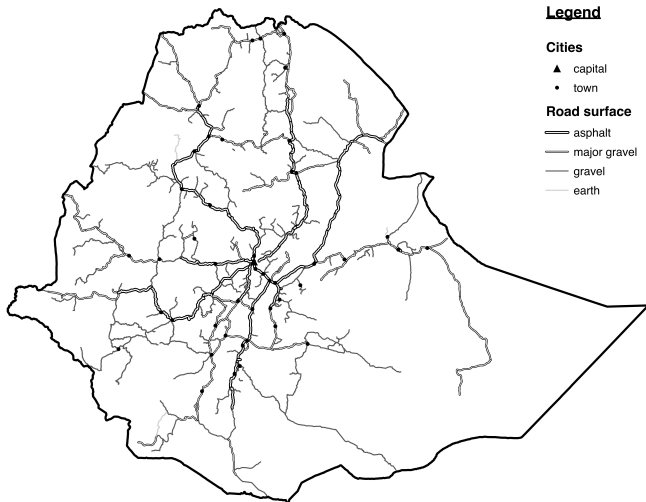 Legend
Cities
capital
town
Road surface
asphalt
major gravel
gravel
earth